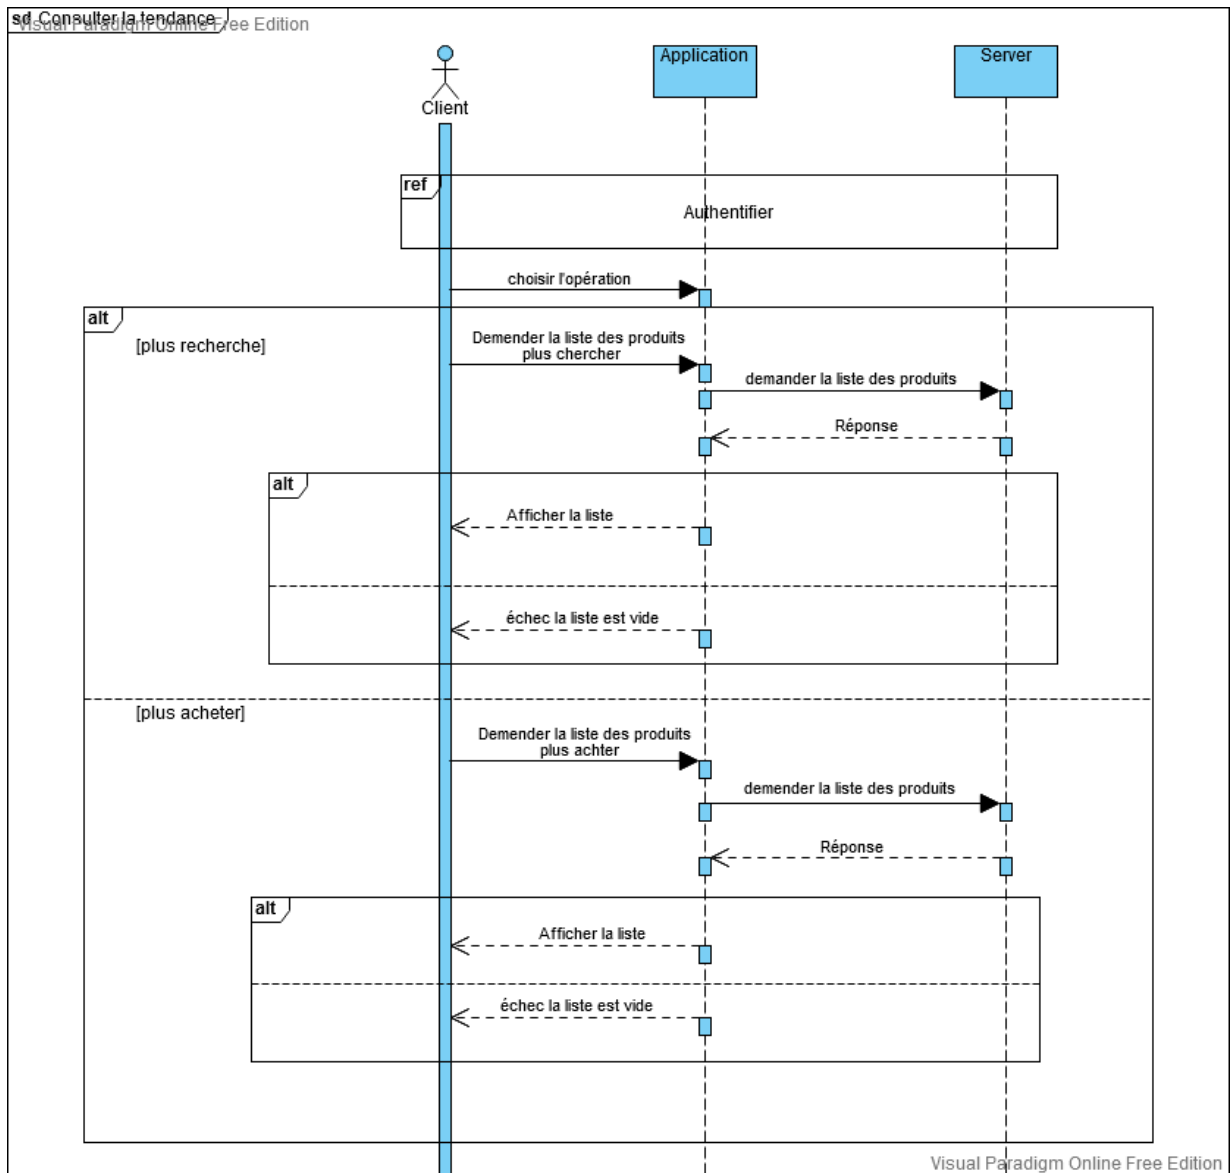 sd Consulter la tendance
Visual Paradigm Online Free Edition
Application
Server
Client
ref
Authentifier
choisir l'opération
alt
[plus recherche]
Demender la liste des produits
plus chercher
demander la liste des produits
Réponse
alt
Afficher la liste
échec la liste est vide
[plus acheter]
Demender la liste des produits
plus achter
demender la liste des produits
Réponse
alt
Afficher la liste
échec la liste est vide
Visual Paradigm Online Free Edition